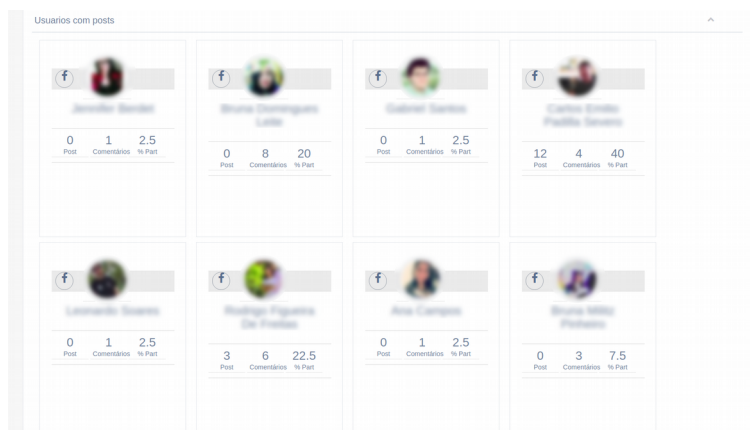 Usuarios com posts
0 1 2.5
Post Comentários % Part
0 8 20
Post Comentários % Part
0 1 2.5
Post Comentários % Part
12 4 40
Post Comentários % Part
0 1 2.5
Post Comentários % Part
3 6 22.5
Post Comentários % Part
0 1 2.5
Post Comentários % Part
0 3 7.5
Post Comentários % Part